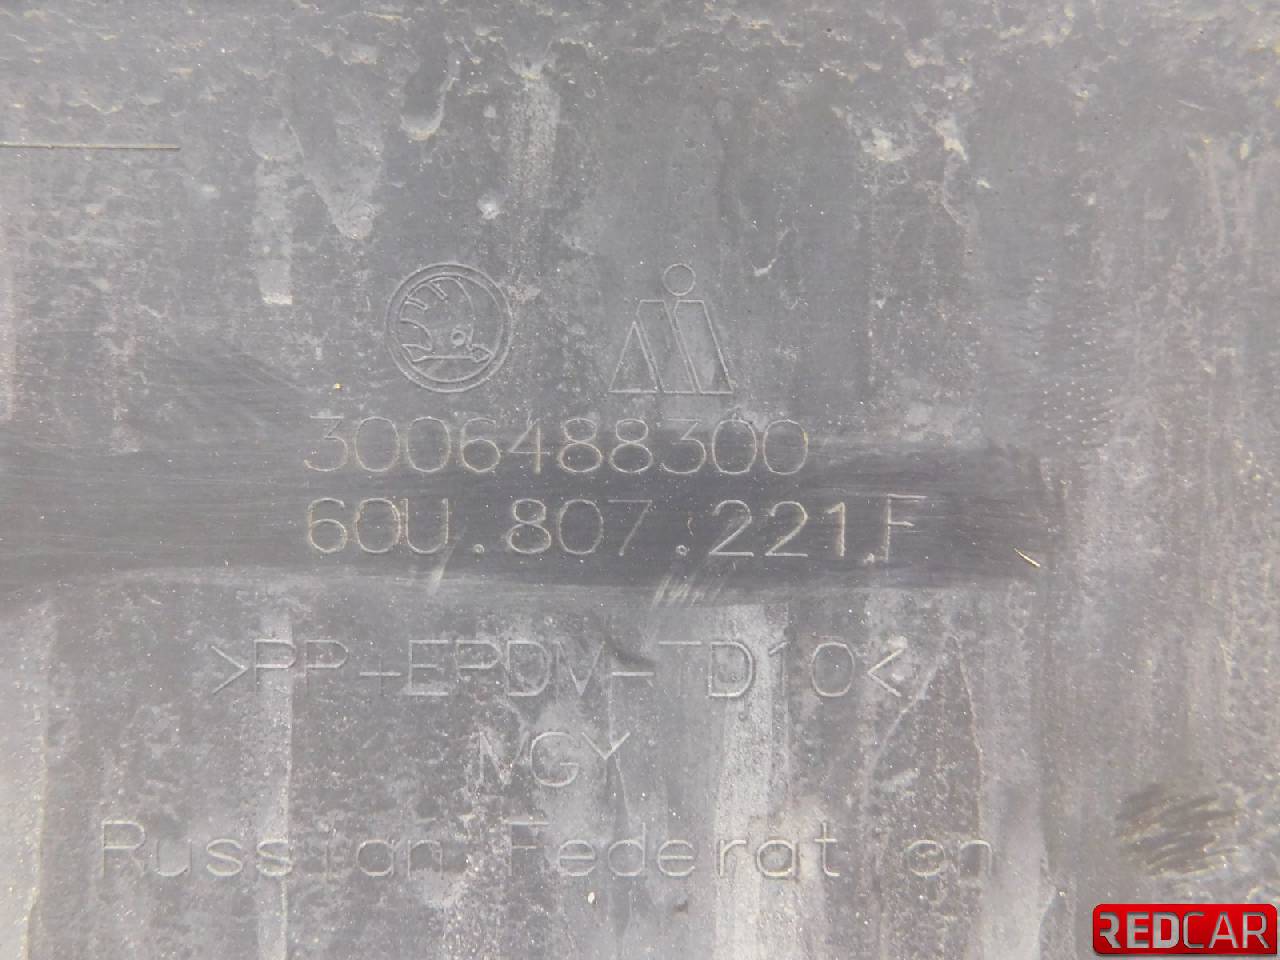 3006488300
60U.807.221.F
>PP+EPDM-TD10<
MGY
Russian Federation
REDCAR